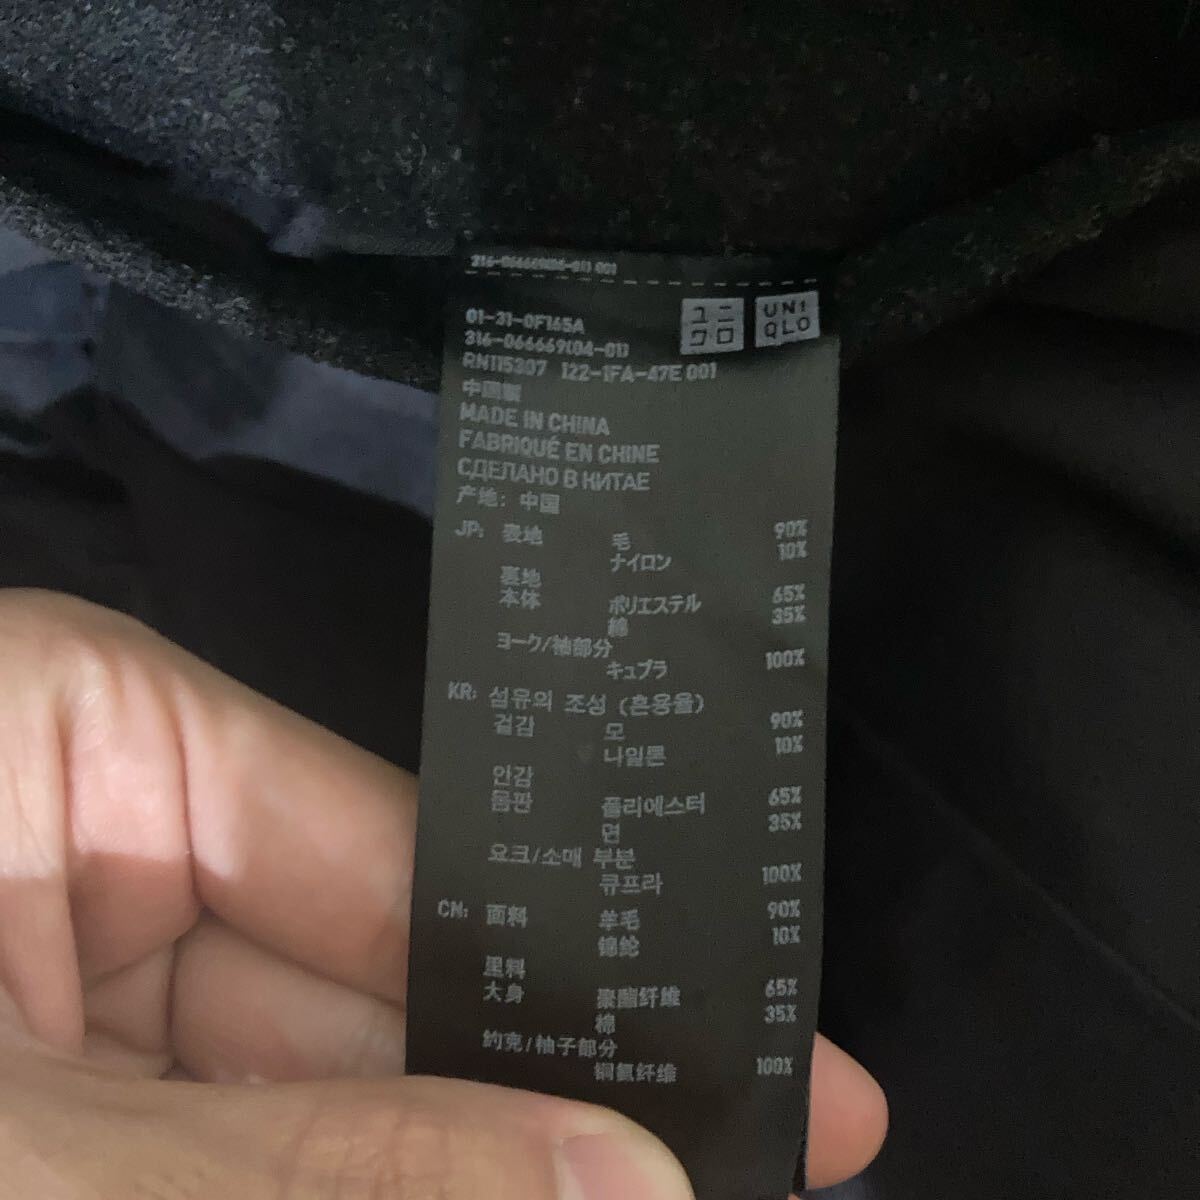 316-066669(04-01) 001
ユニ
クロ
UNI
QLO
01-31-0F165A
316-066669(04-01)
RN115307 122-1FA-47E 001
中国製
MADE IN CHINA
FABRIQUÉ EN CHINE
СДЕЛАНО В КИТАЕ
产地: 中国
JP: 表地 毛 90%
ナイロン 10%
裏地
本体 ポリエステル 65%
綿 35%
ヨーク/袖部分
キュプラ 100%
KR: 섬유의 조성 (혼용율)
겉감 모 90%
나일론 10%
안감
몸판 폴리에스터 65%
면 35%
요크/소매 부분
큐프라 100%
CN: 面料 羊毛 90%
锦纶 10%
里料
大身 聚酯纤维 65%
棉 35%
约克/袖子部分
铜氨纤维 100%